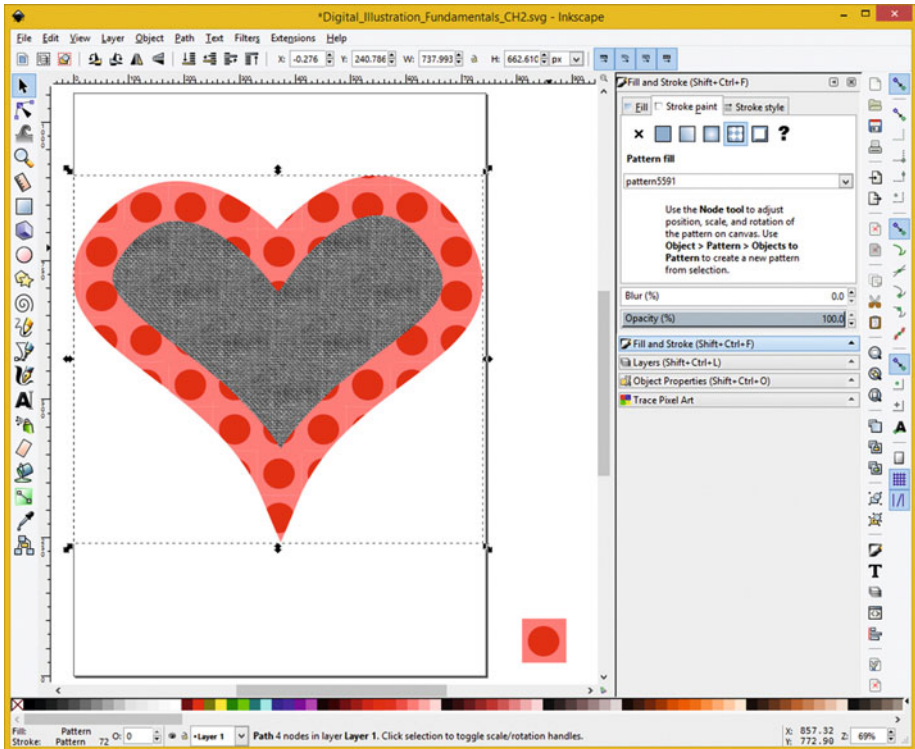 *Digital_Illustration_Fundamentals_CH2.svg - Inkscape
File Edit View Layer Object Path Text Filters Extensions Help
X: -0.276 Y: 240.786 W: 737.993 H: 662.610 px
Fill and Stroke (Shift+Ctrl+F)
Fill Stroke paint Stroke style
?
Pattern fill
pattern5591
Use the Node tool to adjust
position, scale, and rotation of
the pattern on canvas. Use
Object > Pattern > Objects to
Pattern to create a new pattern
from selection.
Blur (%) 0.0
Opacity (%) 100.0
Fill and Stroke (Shift+Ctrl+F)
Layers (Shift+Ctrl+L)
Object Properties (Shift+Ctrl+O)
Trace Pixel Art
Fill: Pattern
Stroke: Pattern 72 O: 0 Layer 1 Path 4 nodes in layer Layer 1. Click selection to toggle scale/rotation handles. X: 857.32 Y: 772.90 Z: 69%